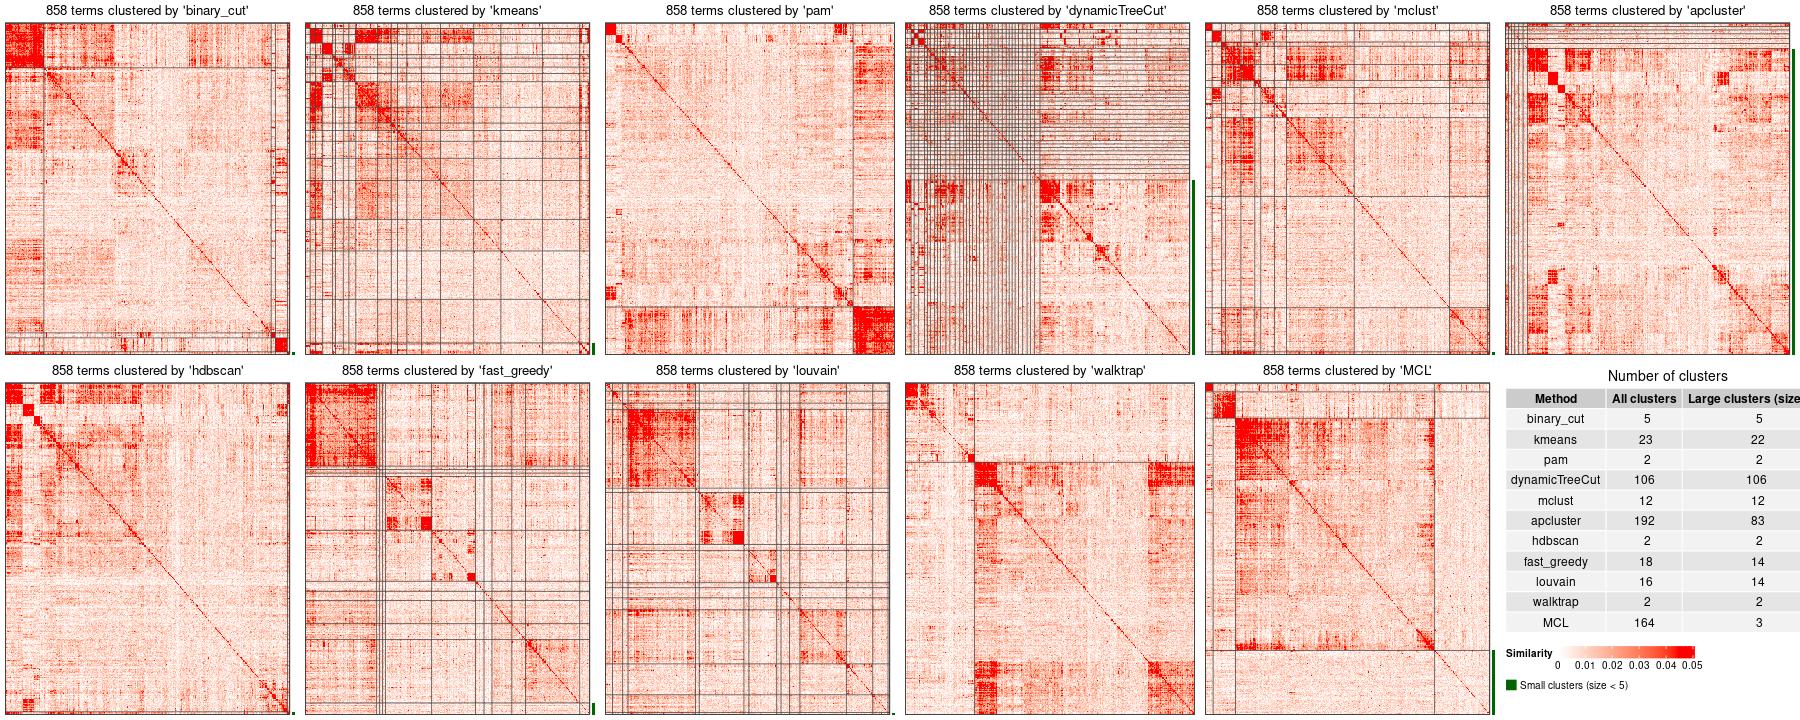 858 terms clustered by 'binary_cut'
858 terms clustered by 'kmeans'
858 terms clustered by 'pam'
858 terms clustered by 'dynamicTreeCut'
858 terms clustered by 'mclust'
858 terms clustered by 'apcluster'
858 terms clustered by 'hdbscan'
858 terms clustered by 'fast_greedy'
858 terms clustered by 'louvain'
858 terms clustered by 'walktrap'
858 terms clustered by 'MCL'
Number of clusters
Method All clusters Large clusters (size
binary_cut 5 5
kmeans 23 22
pam 2 2
dynamicTreeCut 106 106
mclust 12 12
apcluster 192 83
hdbscan 2 2
fast_greedy 18 14
louvain 16 14
walktrap 2 2
MCL 164 3
Similarity
0 0.01 0.02 0.03 0.04 0.05
Small clusters (size < 5)